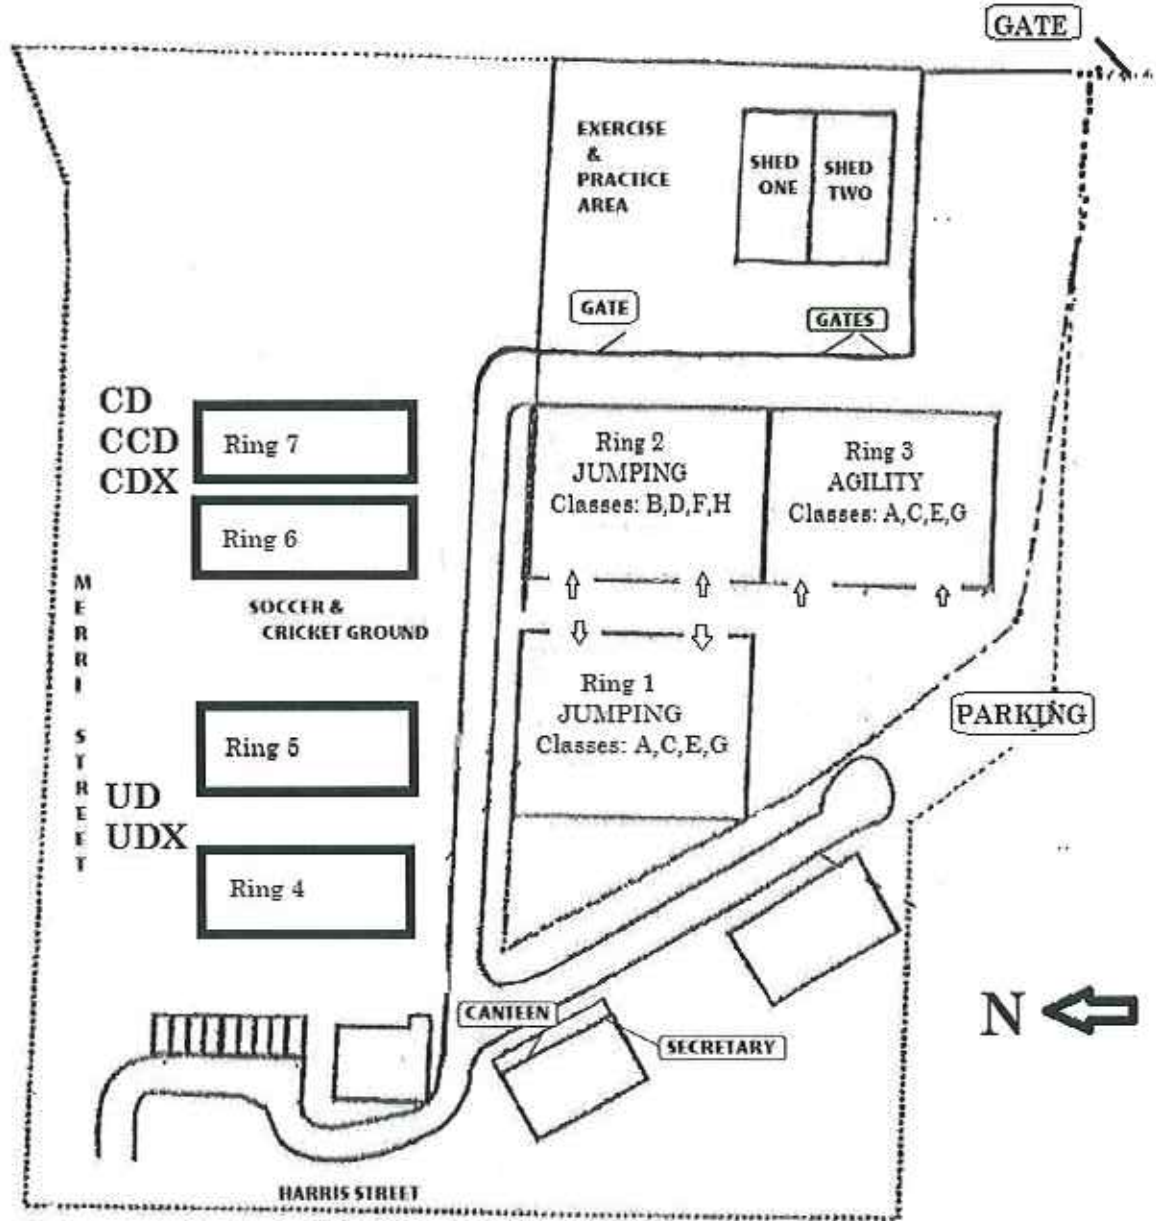 GATE
EXERCISE
&
PRACTICE
AREA
SHED
ONE
SHED
TWO
GATE
GATES
CD
CCD
CDX
Ring 7
Ring 6
Ring 2
JUMPING
Classes: B,D,F,H
Ring 3
AGILITY
Classes: A,C,E,G
SOCCER &
CRICKET GROUND
MERRI STREET
Ring 1
JUMPING
Classes: A,C,E,G
PARKING
Ring 5
UD
UDX
Ring 4
N
CANTEEN
SECRETARY
HARRIS STREET